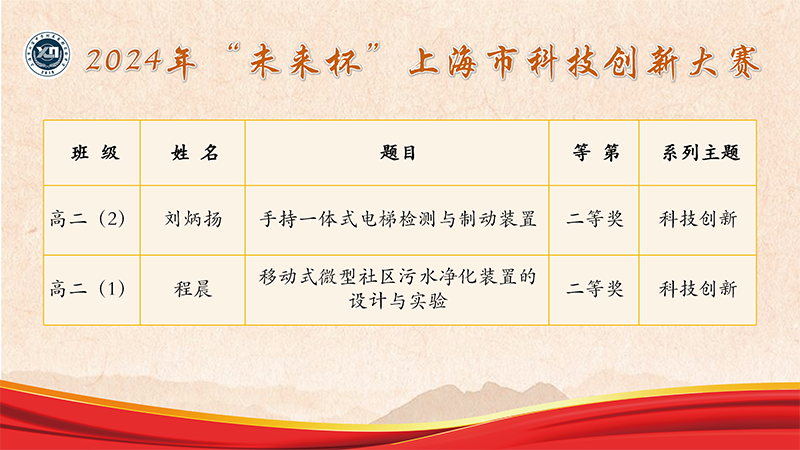 2024年“未来杯”上海市科技创新大赛
班 级 姓 名 题目 等 第 系列主题
高二（2） 刘炳扬 手持一体式电梯检测与制动装置 二等奖 科技创新
高二（1） 程晨 移动式微型社区污水净化装置的
设计与实验 二等奖 科技创新